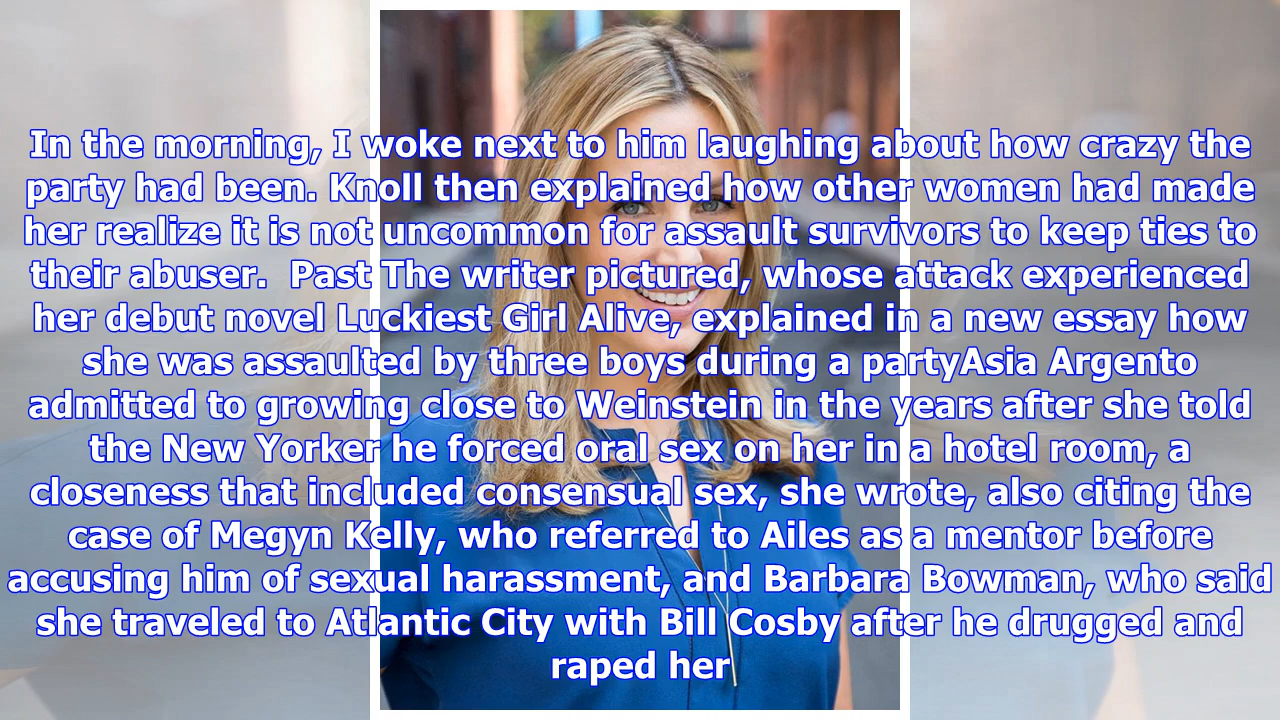 In the morning, I woke next to him laughing about how crazy the
party had been. Knoll then explained how other women had made
her realize it is not uncommon for assault survivors to keep ties to
their abuser.  Past The writer pictured, whose attack experienced
her debut novel Luckiest Girl Alive, explained in a new essay how
she was assaulted by three boys during a partyAsia Argento
admitted to growing close to Weinstein in the years after she told
the New Yorker he forced oral sex on her in a hotel room, a
closeness that included consensual sex, she wrote, also citing the
case of Megyn Kelly, who referred to Ailes as a mentor before
accusing him of sexual harassment, and Barbara Bowman, who said
she traveled to Atlantic City with Bill Cosby after he drugged and
raped her